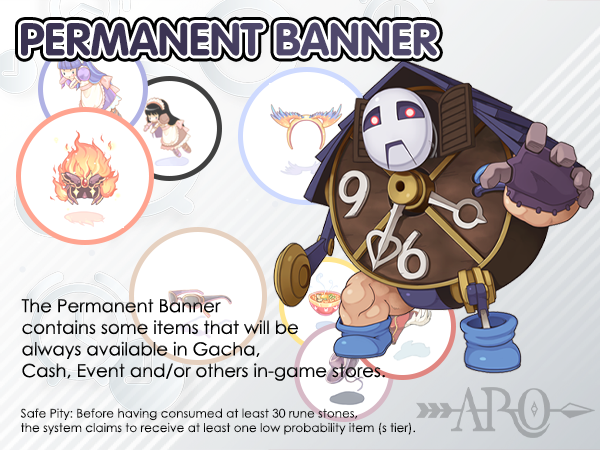 PERMANENT BANNER
9
6
The Permanent Banner
contains some items that will be
always available in Gacha,
Cash, Event and/or others in-game stores.
Safe Pity: Before having consumed at least 30 rune stones,
the system claims to receive at least one low probability item (s tier).
ARO